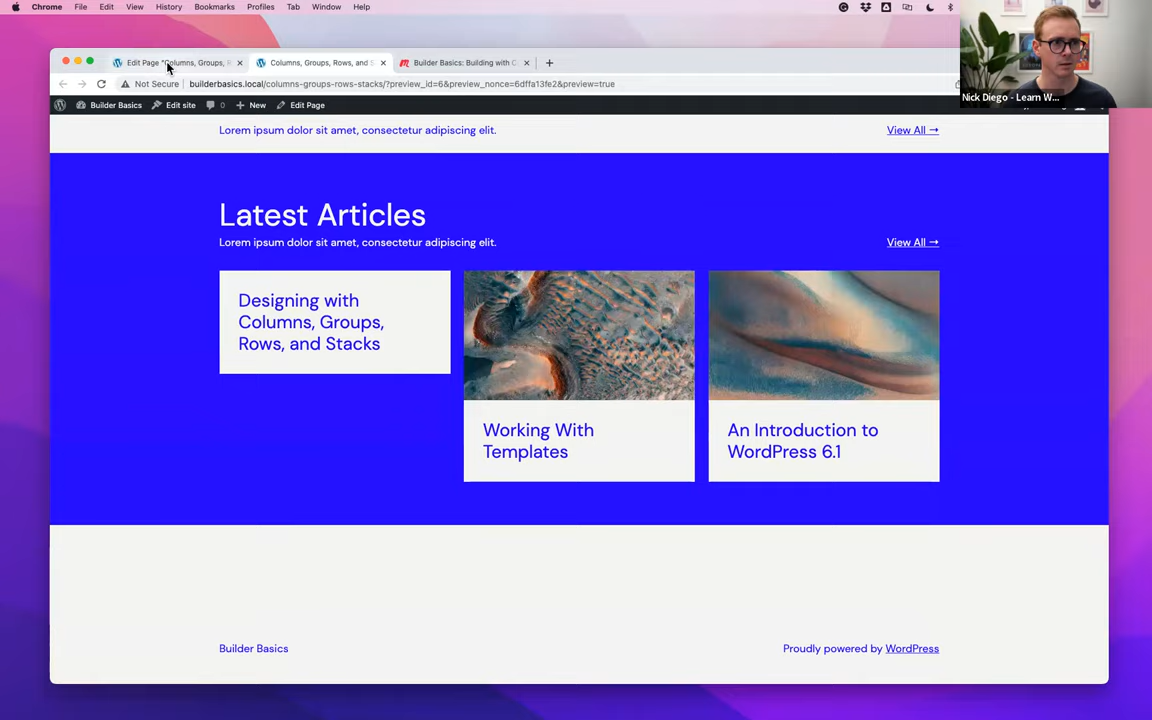 Chrome File Edit View History Bookmarks Profiles Tab Window Help
Edit Page "Columns, Groups, R
Columns, Groups, Rows, and S
Builder Basics: Building with C
Not Secure
builderbasics.local/columns-groups-rows-stacks/?preview_id=6&preview_nonce=6dffa13fe2&preview=true
Nick Diego - Learn W...
Builder Basics Edit site 0 New Edit Page
Lorem ipsum dolor sit amet, consectetur adipiscing elit.
View All →
Latest Articles
Lorem ipsum dolor sit amet, consectetur adipiscing elit.
View All →
Designing with
Columns, Groups,
Rows, and Stacks
Working With
Templates
An Introduction to
WordPress 6.1
Builder Basics
Proudly powered by WordPress